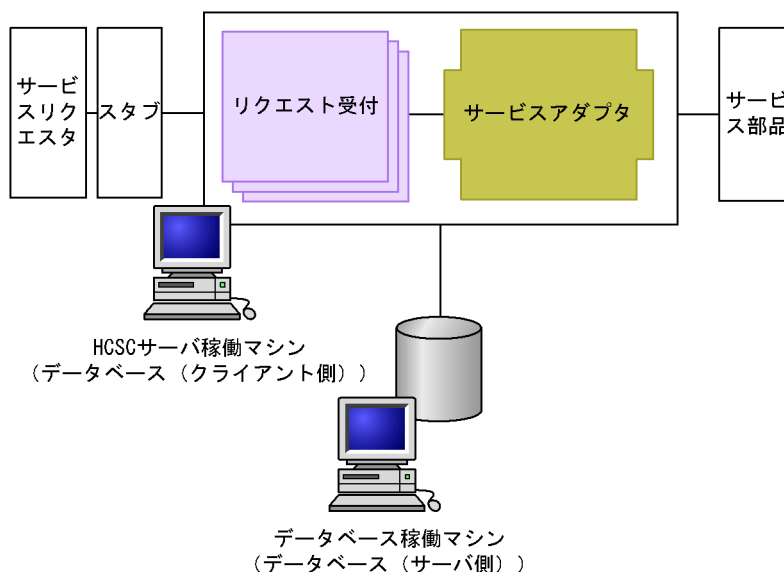 サービ
スリク
エスタ
スタブ
リクエスト受付
サービスアダプタ
サービ
ス部品
HCSCサーバ稼働マシン
（データベース（クライアント側））
データベース稼働マシン
（データベース（サーバ側））